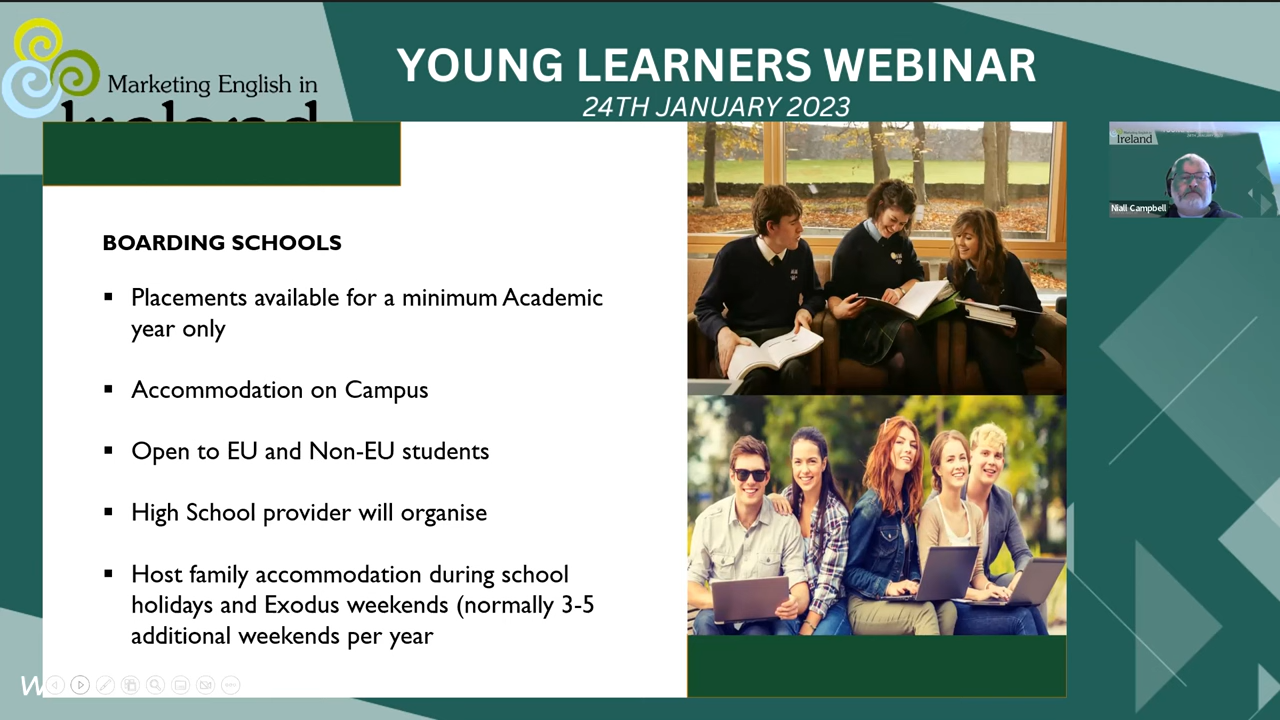 Marketing English in
Ireland
YOUNG LEARNERS WEBINAR
24TH JANUARY 2023
BOARDING SCHOOLS
▪ Placements available for a minimum Academic
year only
▪ Accommodation on Campus
▪ Open to EU and Non-EU students
▪ High School provider will organise
▪ Host family accommodation during school
holidays and Exodus weekends (normally 3-5
additional weekends per year
Ireland
Niall Campbell